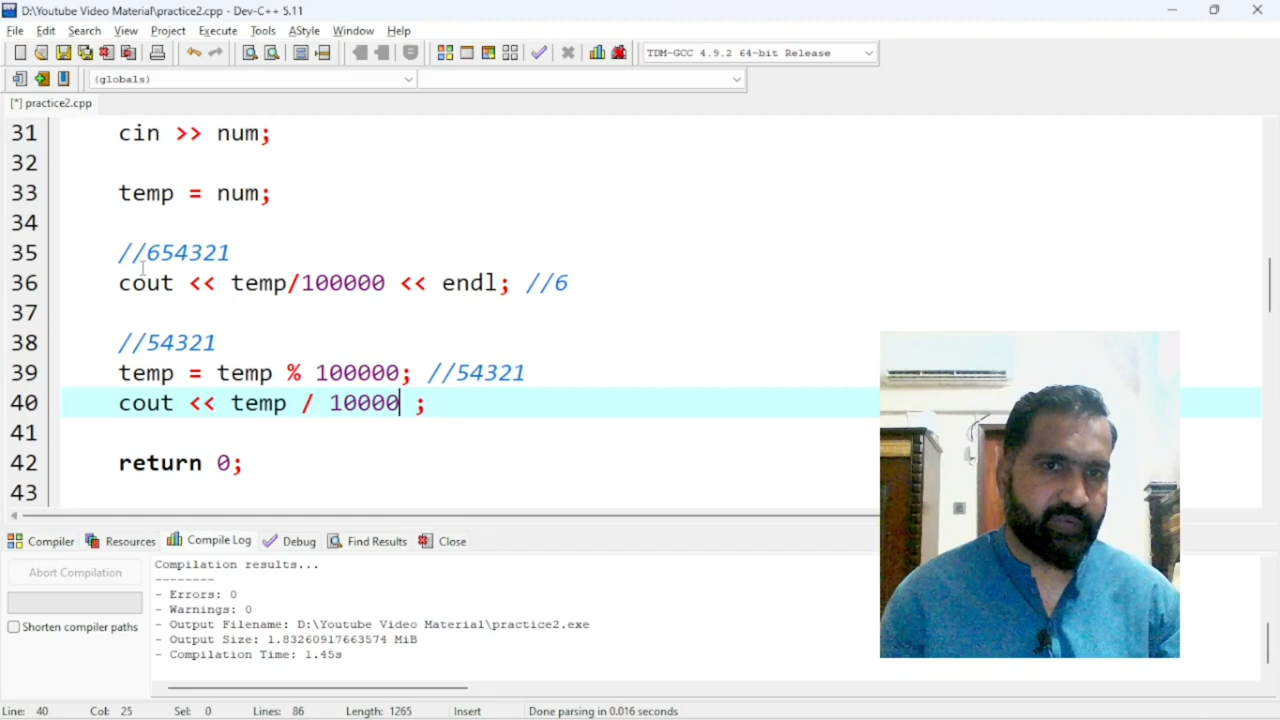 D:\Youtube Video Material\practice2.cpp - Dev-C++ 5.11
File Edit Search View Project Execute Tools AStyle Window Help
TDM-GCC 4.9.2 64-bit Release
(globals)
[*] practice2.cpp
31 cin >> num;
32
33 temp = num;
34
35 //654321
36 cout << temp/100000 << endl; //6
37
38 //54321
39 temp = temp % 100000; //54321
40 cout << temp / 10000 ;
41
42 return 0;
43
Compiler Resources Compile Log Debug Find Results Close
Abort Compilation
Shorten compiler paths
Compilation results...
--------
- Errors: 0
- Warnings: 0
- Output Filename: D:\Youtube Video Material\practice2.exe
- Output Size: 1.83260917663574 MiB
- Compilation Time: 1.45s
Line: 40 Col: 25 Sel: 0 Lines: 86 Length: 1265 Insert Done parsing in 0.016 seconds